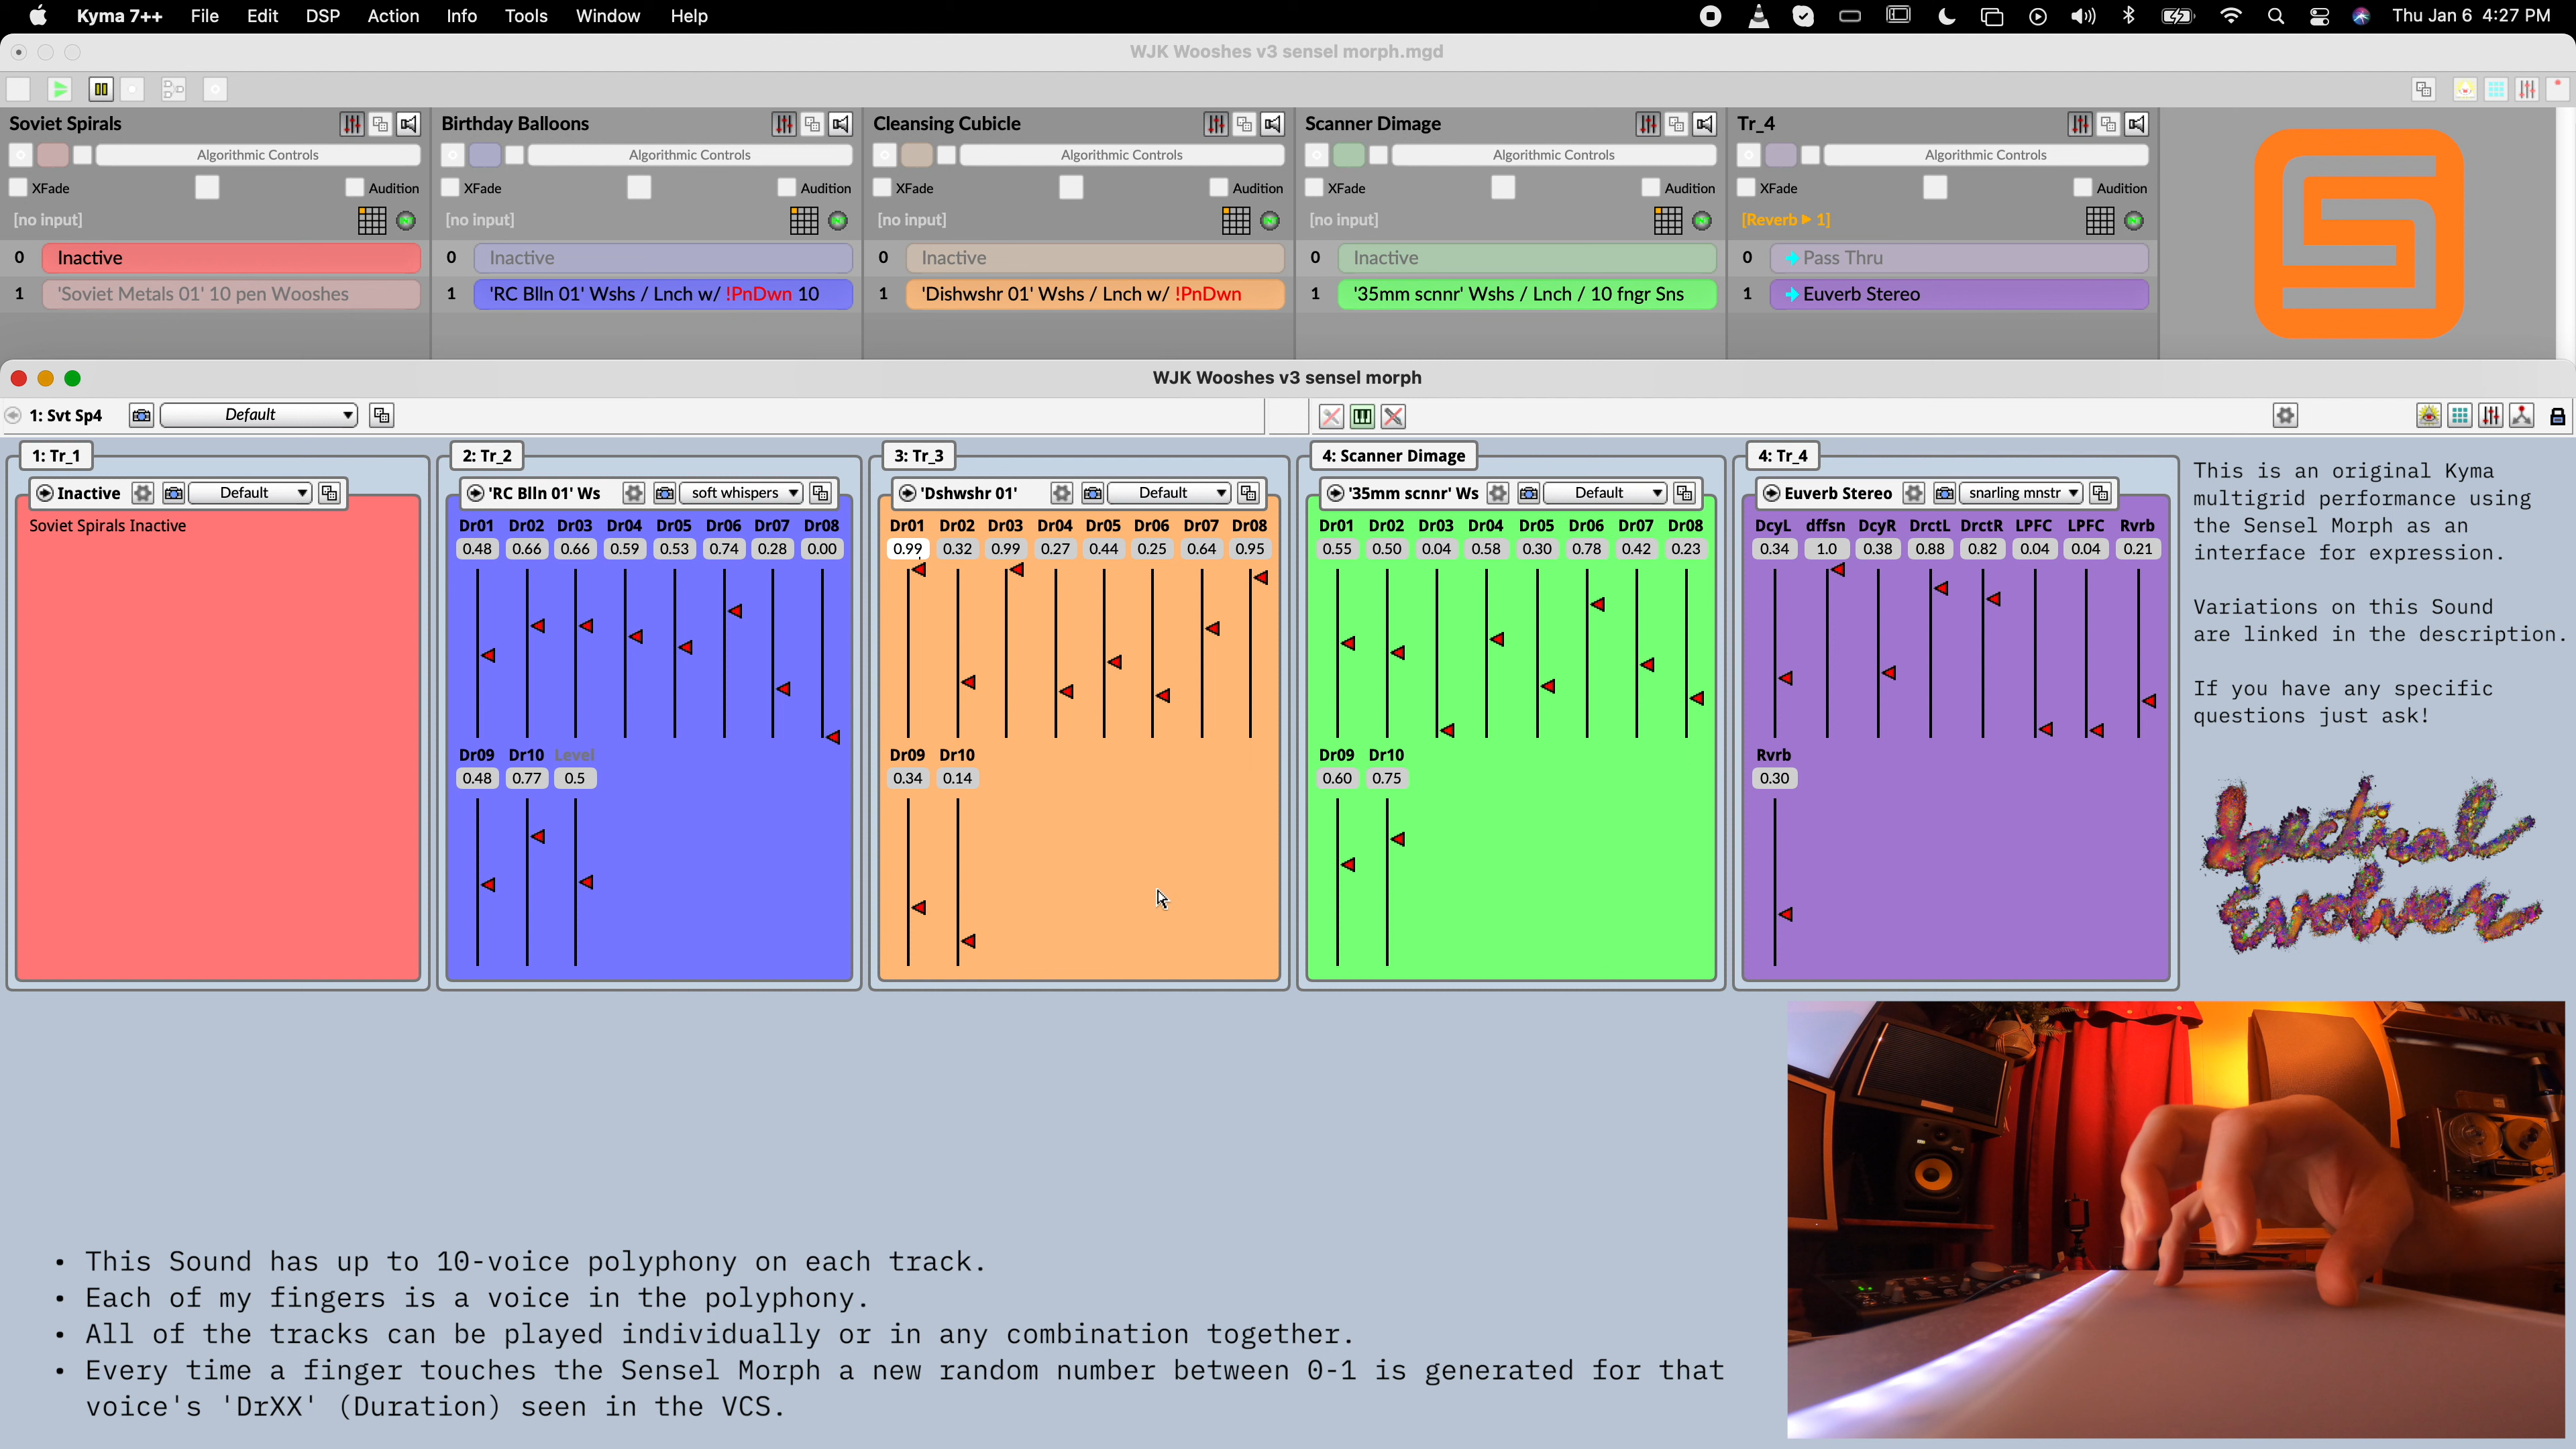 Kyma 7++ File Edit DSP Action Info Tools Window Help Thu Jan 6 4:27 PM
WJK Wooshes v3 sensel morph.mgd
Soviet Spirals Birthday Balloons Cleansing Cubicle Scanner Dimage Tr_4
Algorithmic Controls Algorithmic Controls Algorithmic Controls Algorithmic Controls Algorithmic Controls
XFade Audition XFade Audition XFade Audition XFade Audition XFade Audition
[no input] [no input] [no input] [no input] [Reverb ▸ 1]
0 Inactive 0 Inactive 0 Inactive 0 Inactive 0 Pass Thru
1 'Soviet Metals 01' 10 pen Wooshes 1 'RC Blln 01' Wshs / Lnch w/ !PnDwn 10 1 'Dishwshr 01' Wshs / Lnch w/ !PnDwn 1 '35mm scnnr' Wshs / Lnch / 10 fngr Sns 1 Euverb Stereo
WJK Wooshes v3 sensel morph
1: Svt Sp4 Default
1: Tr_1
Inactive Default
Soviet Spirals Inactive
2: Tr_2
'RC Blln 01' Ws soft whispers
Dr01 Dr02 Dr03 Dr04 Dr05 Dr06 Dr07 Dr08
0.48 0.66 0.66 0.59 0.53 0.74 0.28 0.00
Dr09 Dr10 Level
0.48 0.77 0.5
3: Tr_3
'Dshwshr 01' Default
Dr01 Dr02 Dr03 Dr04 Dr05 Dr06 Dr07 Dr08
0.99 0.32 0.99 0.27 0.44 0.25 0.64 0.95
Dr09 Dr10
0.34 0.14
4: Scanner Dimage
'35mm scnnr' Ws Default
Dr01 Dr02 Dr03 Dr04 Dr05 Dr06 Dr07 Dr08
0.55 0.50 0.04 0.58 0.30 0.78 0.42 0.23
Dr09 Dr10
0.60 0.75
4: Tr_4
Euverb Stereo snarling mnstr
DcyL dffsn DcyR DrctL DrctR LPFC LPFC Rvrb
0.34 1.0 0.38 0.88 0.82 0.04 0.04 0.21
Rvrb
0.30
This is an original Kyma
multigrid performance using
the Sensel Morph as an
interface for expression.
Variations on this Sound
are linked in the description.
If you have any specific
questions just ask!
Spectral
Evolver
• This Sound has up to 10-voice polyphony on each track.
• Each of my fingers is a voice in the polyphony.
• All of the tracks can be played individually or in any combination together.
• Every time a finger touches the Sensel Morph a new random number between 0-1 is generated for that
voice's 'DrXX' (Duration) seen in the VCS.